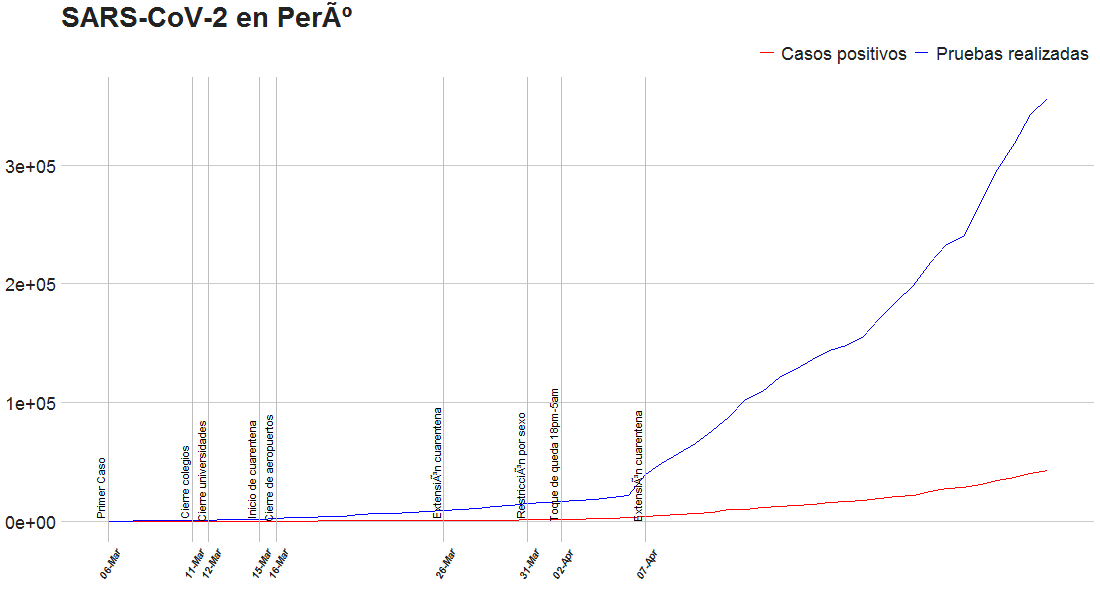 SARS-CoV-2 en PerÃº
Casos positivos
Pruebas realizadas
3e+05
2e+05
1e+05
0e+00
Primer Caso
Cierre colegios
Cierre universidades
Inicio de cuarentena
Cierre de aeropuertos
ExtensiÃ³n cuarentena
RestricciÃ³n por sexo
Toque de queda 18pm-5am
ExtensiÃ³n cuarentena
06-Mar
11-Mar
12-Mar
15-Mar
16-Mar
26-Mar
31-Mar
02-Apr
07-Apr